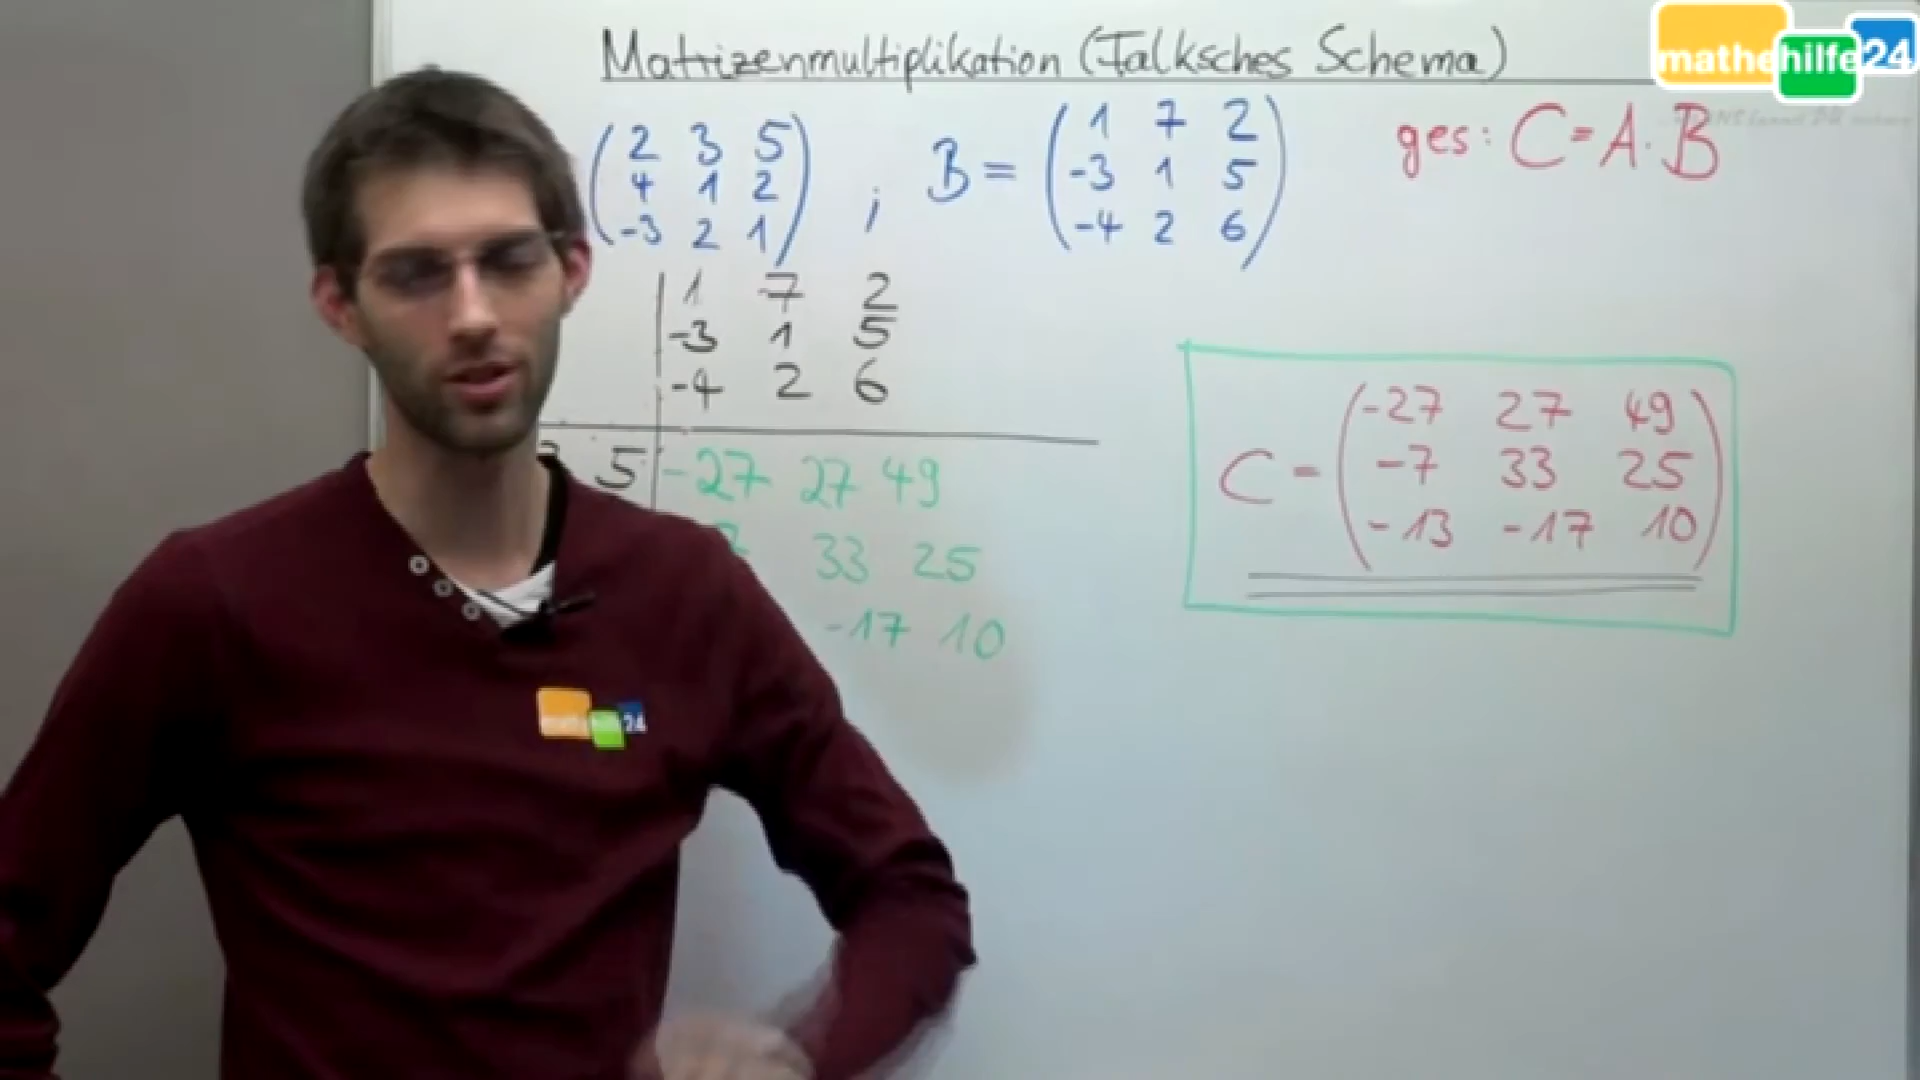 Matrizenmultiplikation (Falksches Schema)
mathehilfe24
2 3 5
4 1 2
-3 2 1
; B =
1 7 2
-3 1 5
-4 2 6
ges: C = A · B
1 7 2
-3 1 5
-4 2 6
5 -27 27 49
33 25
-17 10
C =
-27 27 49
-7 33 25
-13 -17 10
mathehilfe24